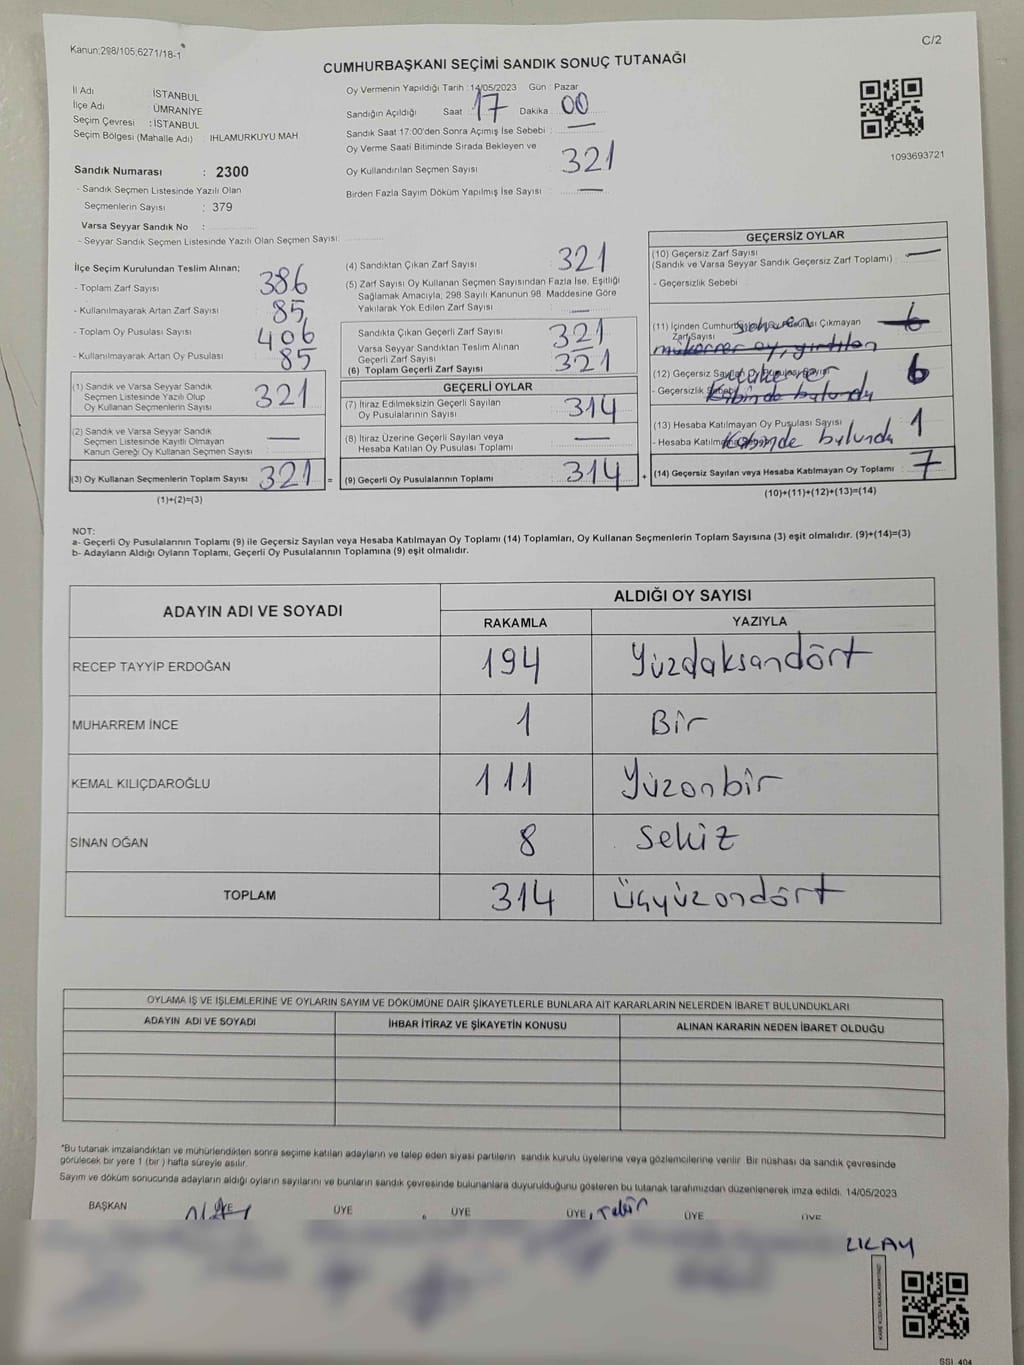 Kanun;298/105,6271/18-1
C/2
CUMHURBAŞKANI SEÇİMİ SANDIK SONUÇ TUTANAĞI
İl Adı İSTANBUL
İlçe Adı ÜMRANİYE
Seçim Çevresi : İSTANBUL
Seçim Bölgesi (Mahalle Adı) : IHLAMURKUYU MAH.
Sandık Numarası : 2300
- Sandık Seçmen Listesinde Yazılı Olan
Seçmenlerin Sayısı : 379
Varsa Seyyar Sandık No :
- Seyyar Sandık Seçmen Listesinde Yazılı Olan Seçmen Sayısı:
Oy Vermenin Yapıldığı Tarih : 14/05/2023 Gün : Pazar
Sandığın Açıldığı Saat 17 Dakika 00
Sandık Saat 17:00'den Sonra Açımış İse Sebebi : —
Oy Verme Saati Bitiminde Sırada Bekleyen ve
Oy Kullandırılan Seçmen Sayısı : 321
Birden Fazla Sayım Döküm Yapılmış İse Sayısı : —
1093693721
İlçe Seçim Kurulundan Teslim Alınan;
- Toplam Zarf Sayısı 386
- Kullanılmayarak Artan Zarf Sayısı 85
- Toplam Oy Pusulası Sayısı 406
- Kullanılmayarak Artan Oy Pusulası 85
(1) Sandık ve Varsa Seyyar Sandık
Seçmen Listesinde Yazılı Olup
Oy Kullanan Seçmenlerin Sayısı 321
(2) Sandık ve Varsa Seyyar Sandık
Seçmen Listesinde Kayıtlı Olmayan
Kanun Gereği Oy Kullanan Seçmen Sayısı —
(3) Oy Kullanan Seçmenlerin Toplam Sayısı 321 =
(1)+(2)=(3)
(4) Sandıktan Çıkan Zarf Sayısı 321
(5) Zarf Sayısı Oy Kullanan Seçmen Sayısından Fazla İse, Eşitliği
Sağlamak Amacıyla; 298 Sayılı Kanunun 98. Maddesine Göre
Yakılarak Yok Edilen Zarf Sayısı —
Sandıkta Çıkan Geçerli Zarf Sayısı 321
Varsa Seyyar Sandıktan Teslim Alınan
Geçerli Zarf Sayısı —
(6) Toplam Geçerli Zarf Sayısı 321
GEÇERLİ OYLAR
(7) İtiraz Edilmeksizin Geçerli Sayılan
Oy Pusulalarının Sayısı 314
(8) İtiraz Üzerine Geçerli Sayılan veya
Hesaba Katılan Oy Pusulası Toplamı —
(9) Geçerli Oy Pusulalarının Toplamı 314 +
GEÇERSİZ OYLAR
(10) Geçersiz Zarf Sayısı
(Sandık ve Varsa Seyyar Sandık Geçersiz Zarf Toplamı) —
- Geçersizlik Sebebi
(11) İçinden Çıkmayan
Zarf Sayısı 6
mükerrer oy, yırtılan
(12) Geçersiz 6
- Geçersizlik Kabinde bulundu
(13) Hesaba Katılmayan Oy Pusulası Sayısı 1
- Hesaba Kabinde bulundu
(14) Geçersiz Sayılan veya Hesaba Katılmayan Oy Toplamı 7
(10)+(11)+(12)+(13)=(14)
NOT:
a- Geçerli Oy Pusulalarının Toplamı (9) ile Geçersiz Sayılan veya Hesaba Katılmayan Oy Toplamı (14) Toplamları, Oy Kullanan Seçmenlerin Toplam Sayısına (3) eşit olmalıdır. (9)+(14)=(3)
b- Adayların Aldığı Oyların Toplamı, Geçerli Oy Pusulalarının Toplamına (9) eşit olmalıdır.
ADAYIN ADI VE SOYADI
ALDIĞI OY SAYISI
RAKAMLA YAZIYLA
RECEP TAYYİP ERDOĞAN 194 Yüzdaksandört
MUHARREM İNCE 1 Bir
KEMAL KILIÇDAROĞLU 111 Yüzonbir
SİNAN OĞAN 8 Sekiz
TOPLAM 314 Üçyüzondört
OYLAMA İŞ VE İŞLEMLERİNE VE OYLARIN SAYIM VE DÖKÜMÜNE DAİR ŞİKAYETLERLE BUNLARA AİT KARARLARIN NELERDEN İBARET BULUNDUKLARI
ADAYIN ADI VE SOYADI İHBAR İTİRAZ VE ŞİKAYETİN KONUSU ALINAN KARARIN NEDEN İBARET OLDUĞU
*Bu tutanak imzalandıktan ve mühürlendikten sonra seçime katılan adayların ve talep eden siyasi partilerin sandık kurulu üyelerine veya gözlemcilerine verilir. Bir nüshası da sandık çevresinde
görülecek bir yere 1 (bir) hafta süreyle asılır.
Sayım ve döküm sonucunda adayların aldığı oyların sayılarını ve bunların sandık çevresinde bulunanlara duyurulduğunu gösteren bu tutanak tarafımızdan düzenlenerek imza edildi. 14/05/2023
BAŞKAN ÜYE ÜYE ÜYE ÜYE ÜYE ÜYE
SSI 404